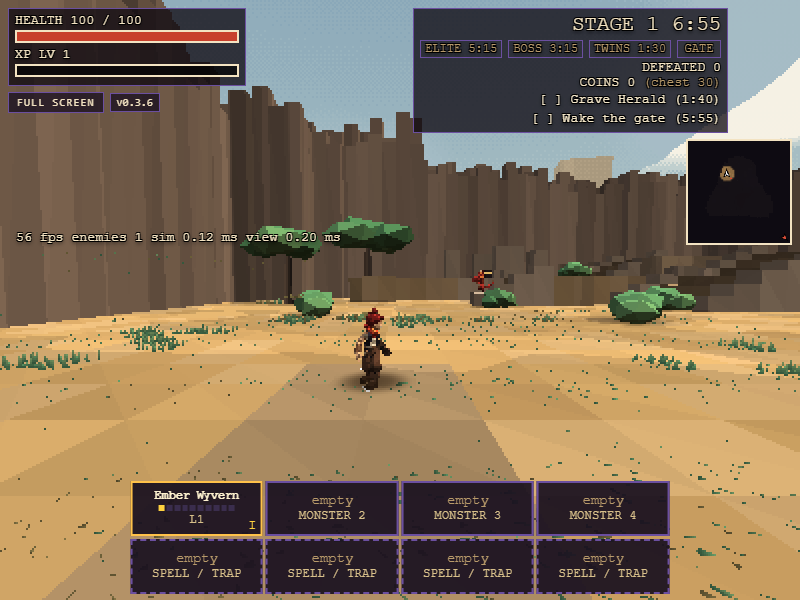 HEALTH 100 / 100
XP LV 1
FULL SCREEN
v0.3.6
STAGE 1 6:55
ELITE 5:15
BOSS 3:15
TWINS 1:30
GATE
DEFEATED 0
COINS 0 (chest 30)
[ ] Grave Herald (1:40)
[ ] Wake the gate (5:55)
56 fps enemies 1 sim 0.12 ms view 0.20 ms
Ember Wyvern
L1
I
empty
MONSTER 2
empty
MONSTER 3
empty
MONSTER 4
empty
SPELL / TRAP
empty
SPELL / TRAP
empty
SPELL / TRAP
empty
SPELL / TRAP